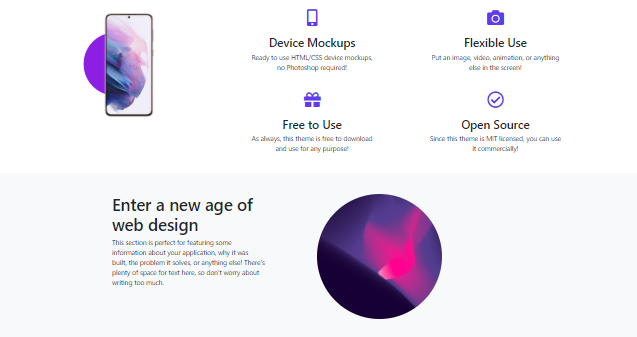 Device Mockups
Ready to use HTML/CSS device mockups,
no Photoshop required!
Flexible Use
Put an image, video, animation, or anything
else in the screen!
Free to Use
As always, this theme is free to download
and use for any purpose!
Open Source
Since this theme is MIT licensed, you can use
it commercially!
Enter a new age of
web design
This section is perfect for featuring some
information about your application, why it was
built, the problem it solves, or anything else! There's
plenty of space for text here, so don't worry about
writing too much.